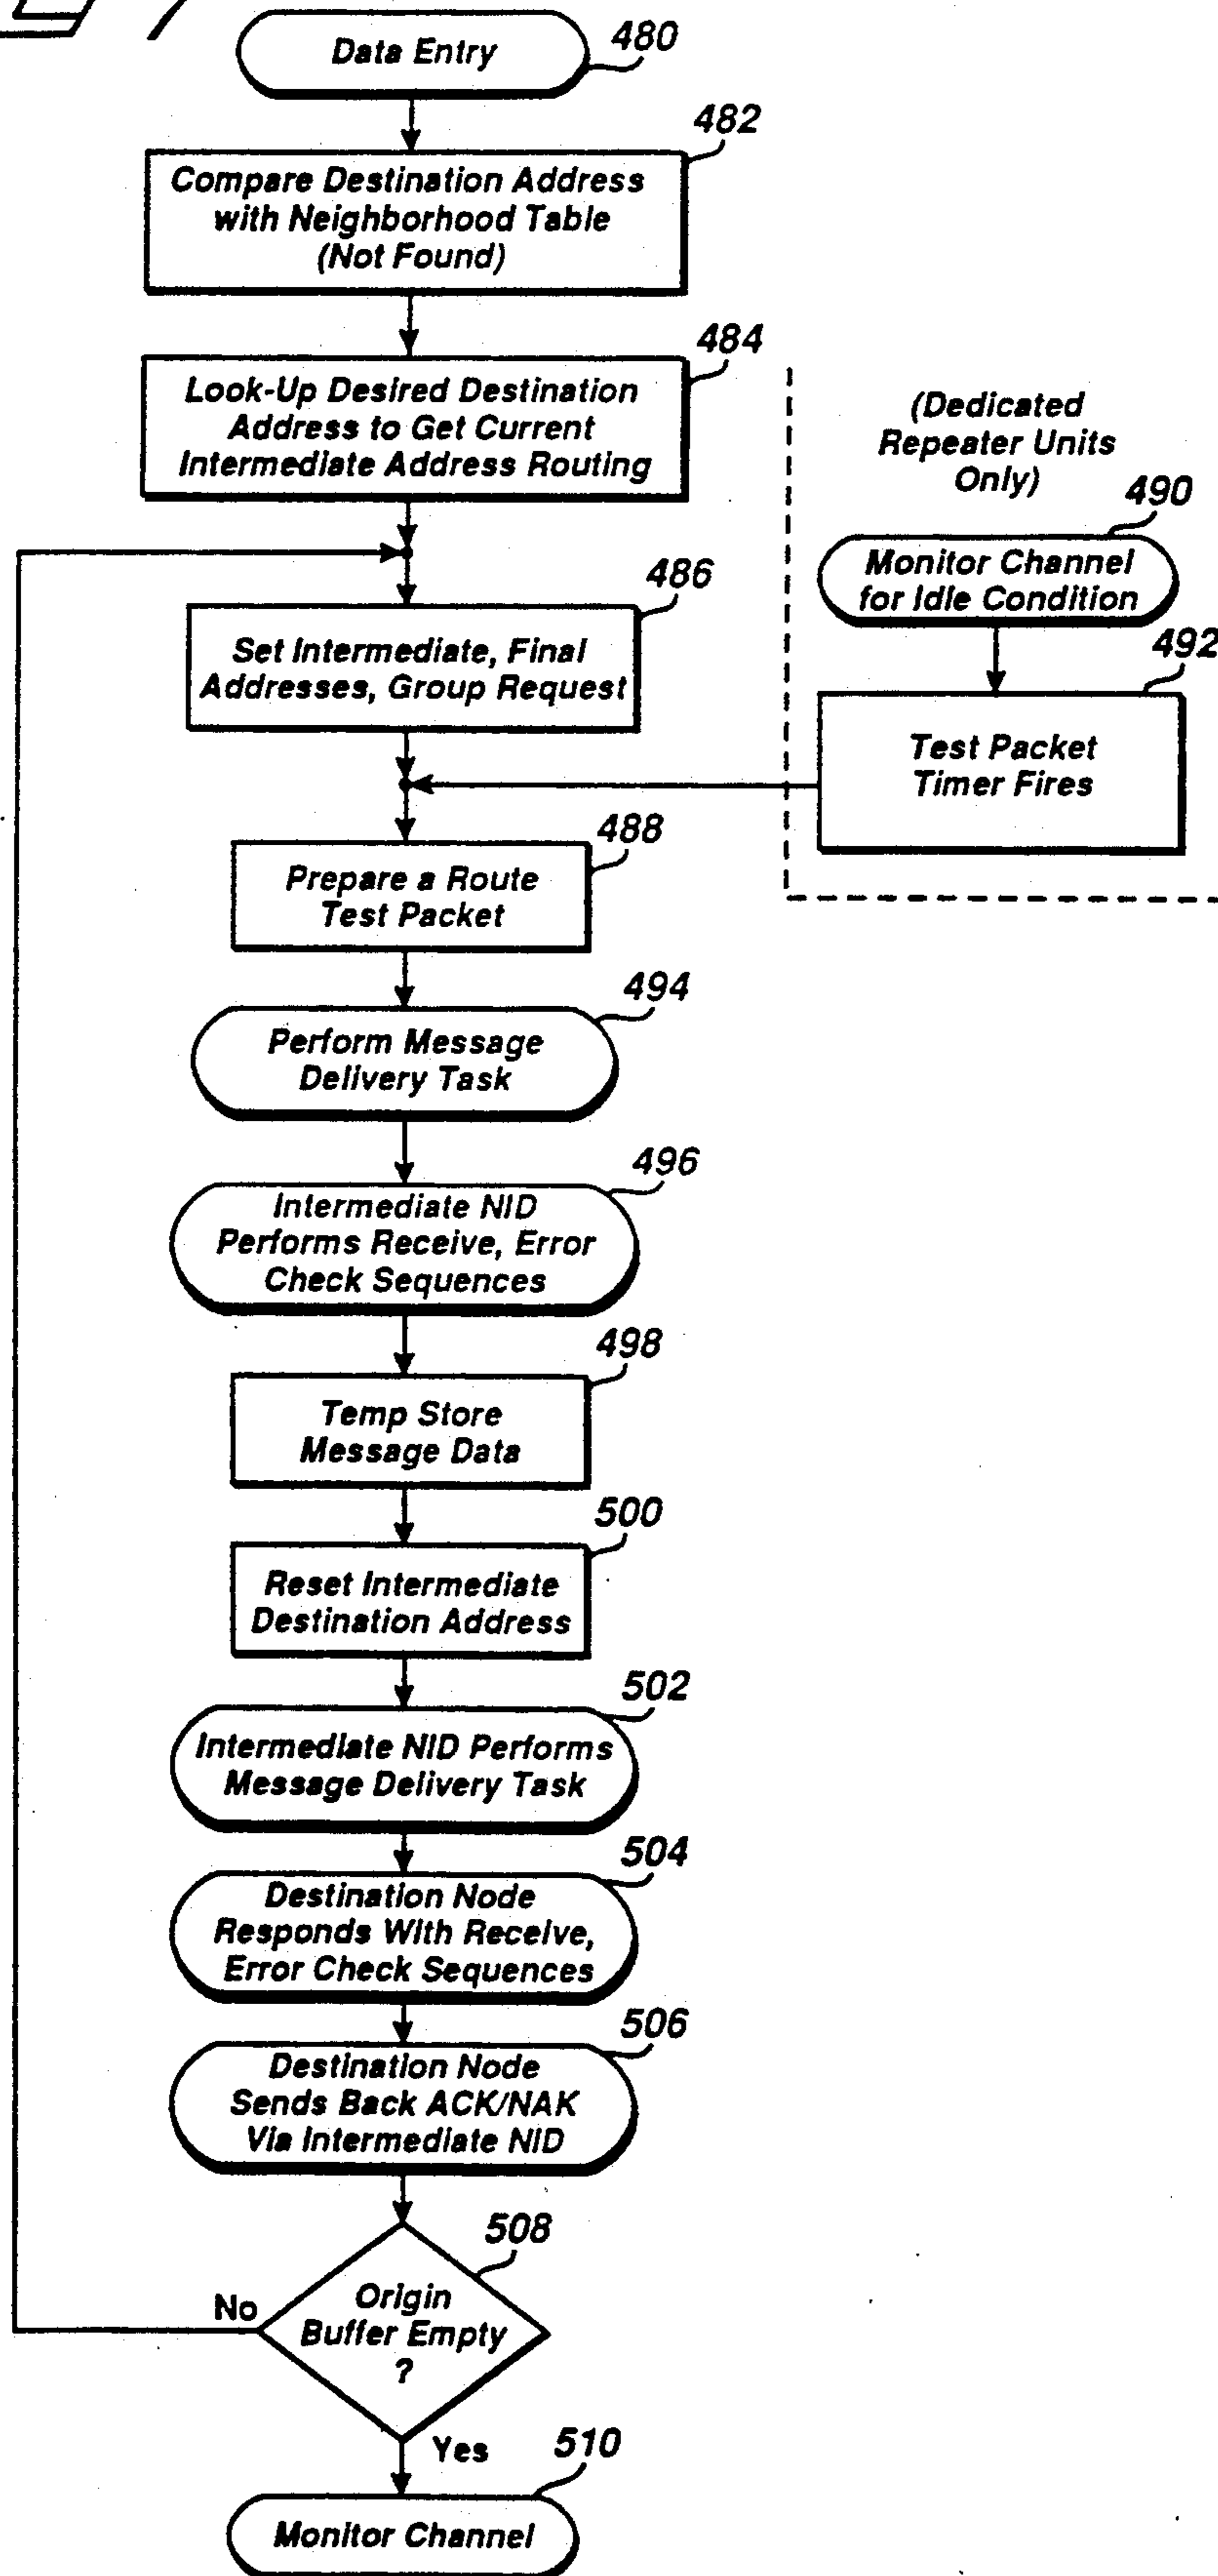 Data Entry
480
482
Compare Destination Address
with Neighborhood Table
(Not Found)
484
Look-Up Desired Destination
Address to Get Current
Intermediate Address Routing
(Dedicated
Repeater Units
Only)
490
Monitor Channel
for Idle Condition
486
Set Intermediate, Final
Addresses, Group Request
492
Test Packet
Timer Fires
488
Prepare a Route
Test Packet
494
Perform Message
Delivery Task
496
Intermediate NID
Performs Receive, Error
Check Sequences
498
Temp Store
Message Data
500
Reset Intermediate
Destination Address
502
Intermediate NID Performs
Message Delivery Task
504
Destination Node
Responds With Receive,
Error Check Sequences
506
Destination Node
Sends Back ACK/NAK
Via Intermediate NID
508
Origin
Buffer Empty
?
No
Yes
510
Monitor Channel